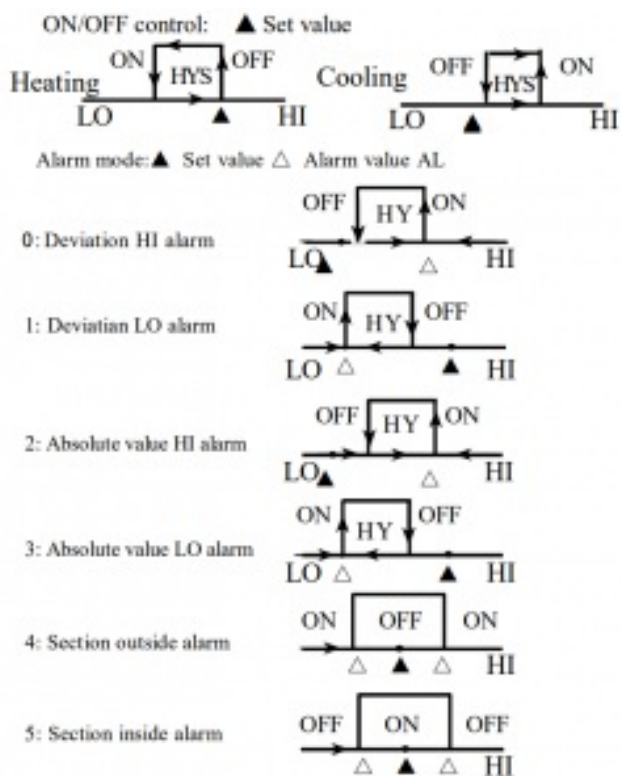 ON/OFF control: ▲ Set value
Heating ON HYS OFF
LO ▲ HI
Cooling OFF HYS ON
LO ▲ HI
Alarm mode:▲ Set value △ Alarm value AL
0: Deviation HI alarm
OFF HY ON
LO ▲ △ HI
1: Deviatian LO alarm
ON HY OFF
LO △ ▲ HI
2: Absolute value HI alarm
OFF HY ON
LO ▲ △ HI
3: Absolute value LO alarm
ON HY OFF
LO △ ▲ HI
4: Section outside alarm
ON OFF ON
△ ▲ △ HI
5: Section inside alarm
OFF ON OFF
△ ▲ △ HI